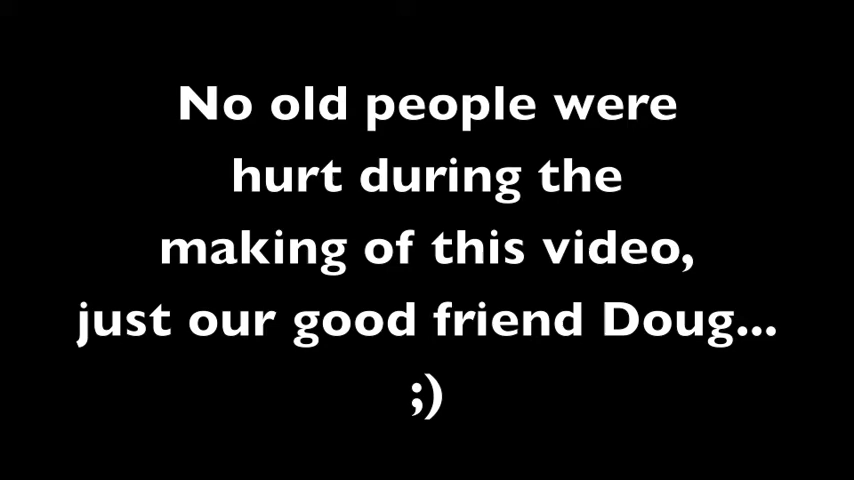 No old people were
hurt during the
making of this video,
just our good friend Doug...
;)